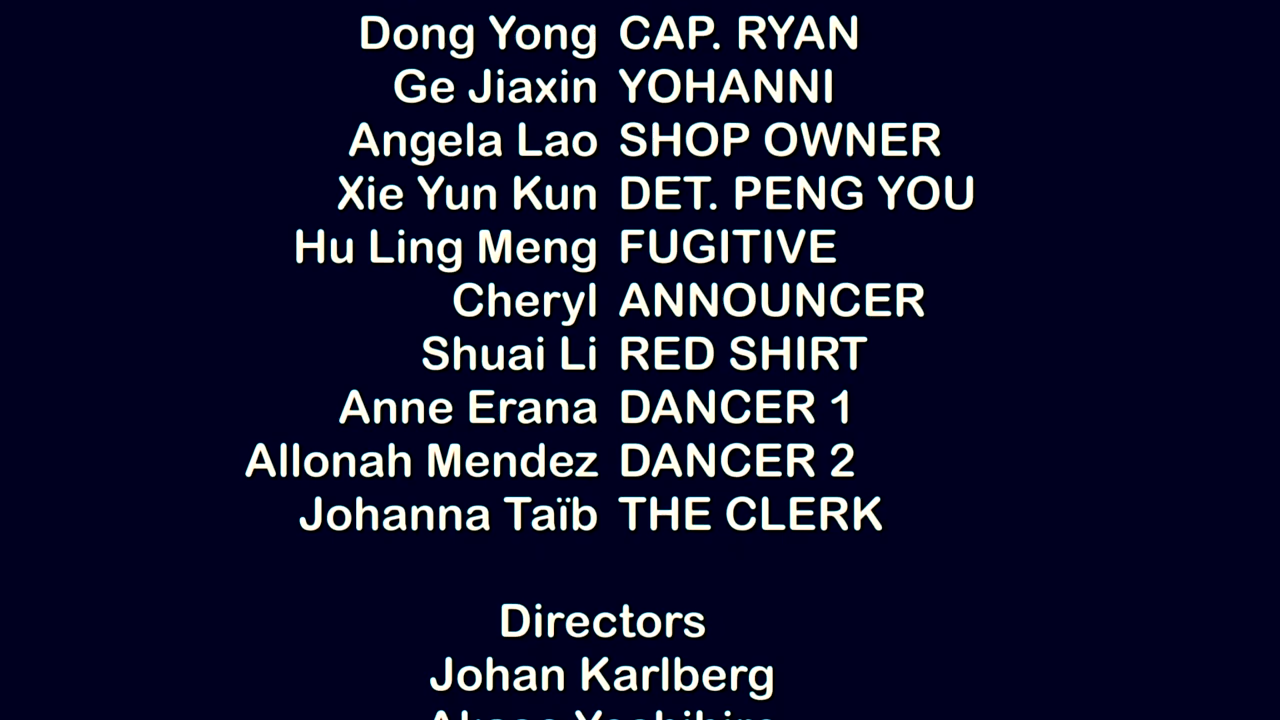 Dong Yong CAP. RYAN
Ge Jiaxin YOHANNI
Angela Lao SHOP OWNER
Xie Yun Kun DET. PENG YOU
Hu Ling Meng FUGITIVE
Cheryl ANNOUNCER
Shuai Li RED SHIRT
Anne Erana DANCER 1
Allonah Mendez DANCER 2
Johanna Taïb THE CLERK
Directors
Johan Karlberg